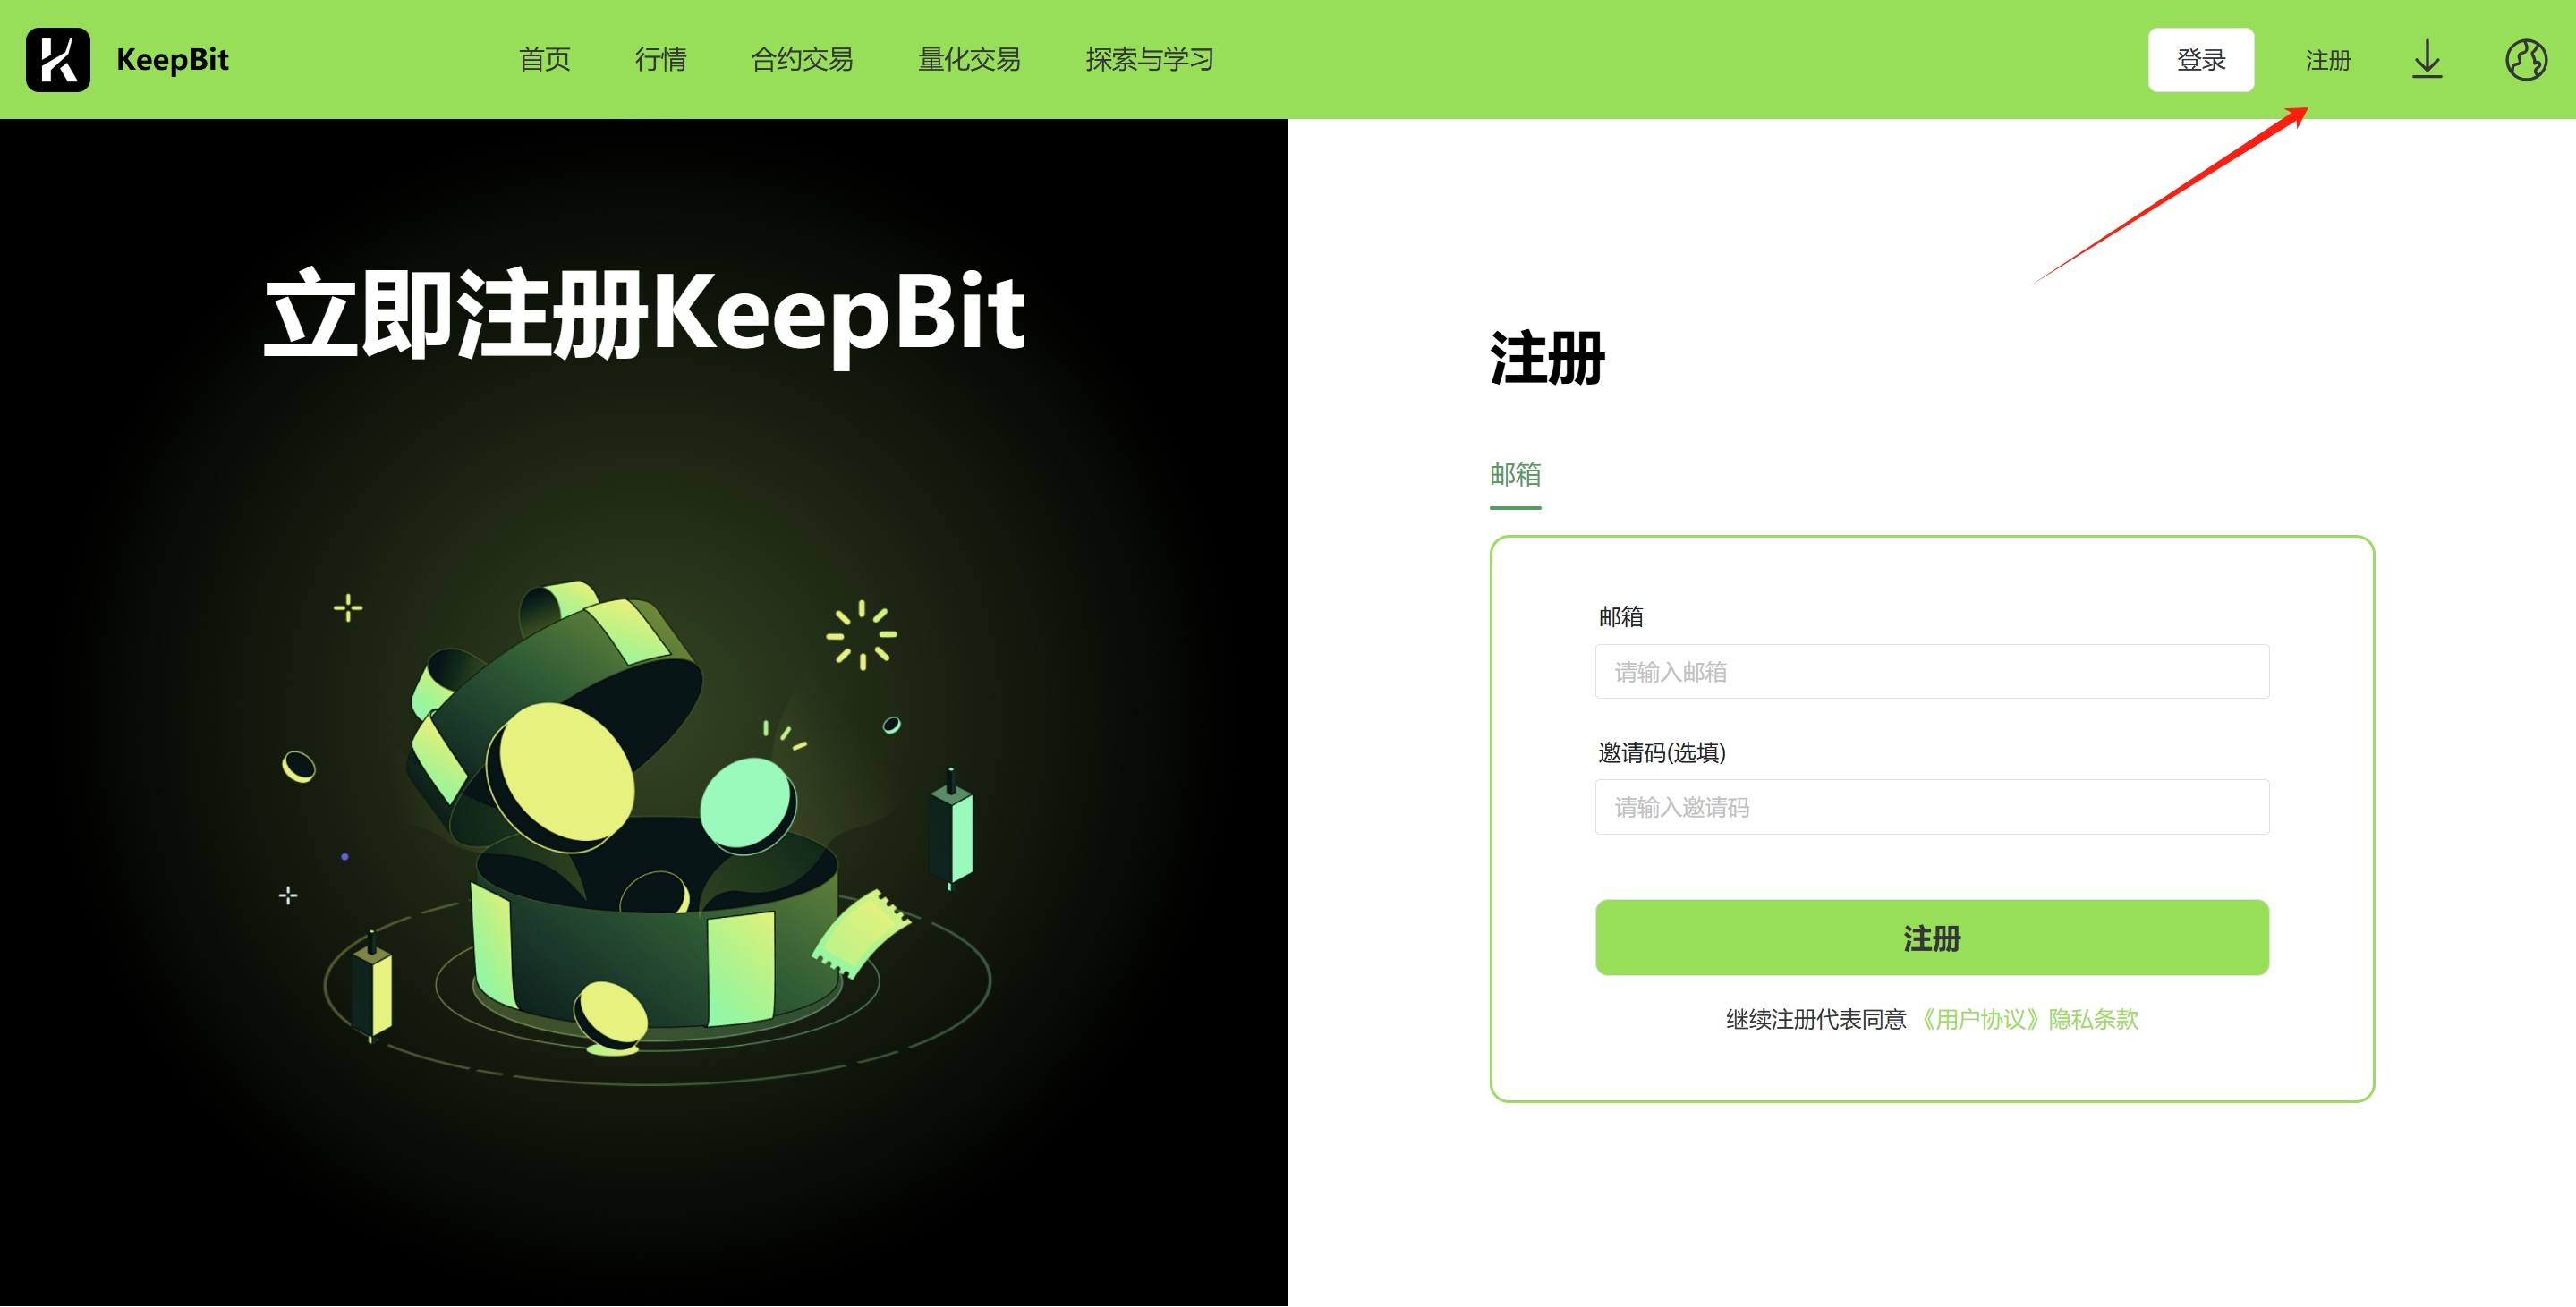 KeepBit
首页
行情
合约交易
量化交易
探索与学习
登录
注册
立即注册KeepBit
注册
邮箱
邮箱
请输入邮箱
邀请码(选填)
请输入邀请码
注册
继续注册代表同意 《用户协议》隐私条款